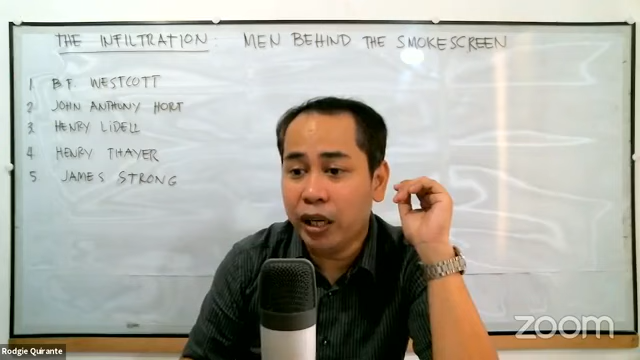 THE INFILTRATION: MEN BEHIND THE SMOKESCREEN
1. B.F. WESTCOTT
2. JOHN ANTHONY HORT
3. HENRY LIDELL
4. HENRY THAYER
5. JAMES STRONG
zoom
Rodgie Quirante